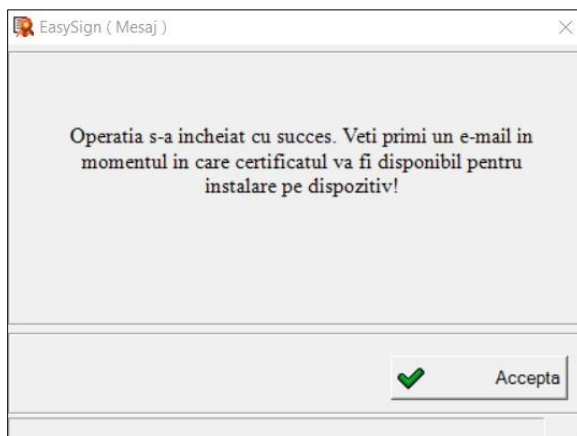 EasySign ( Mesaj )
Operatia s-a incheiat cu succes. Veti primi un e-mail in
momentul in care certificatul va fi disponibil pentru
instalare pe dispozitiv!
Accepta